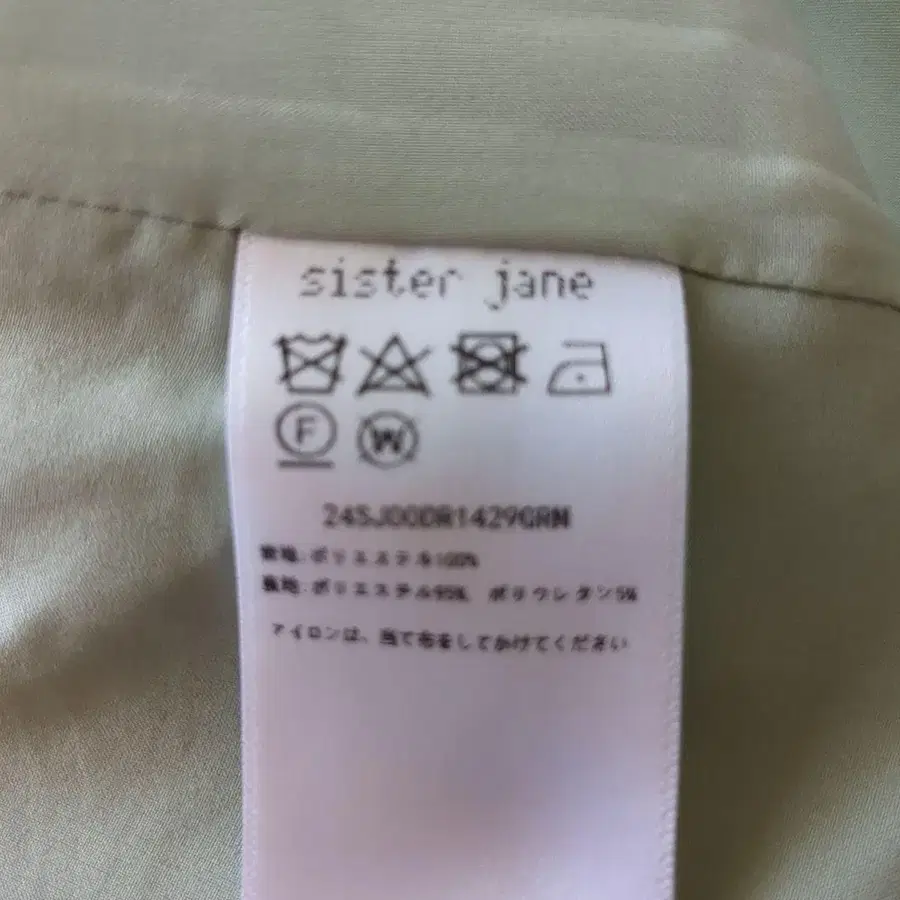 sister jane
F
W
24SJ00DR1429GRN
表地:ポリエステル100%
裏地:ポリエステル95%、ポリウレタン5%
アイロンは、当て布をしてかけてください